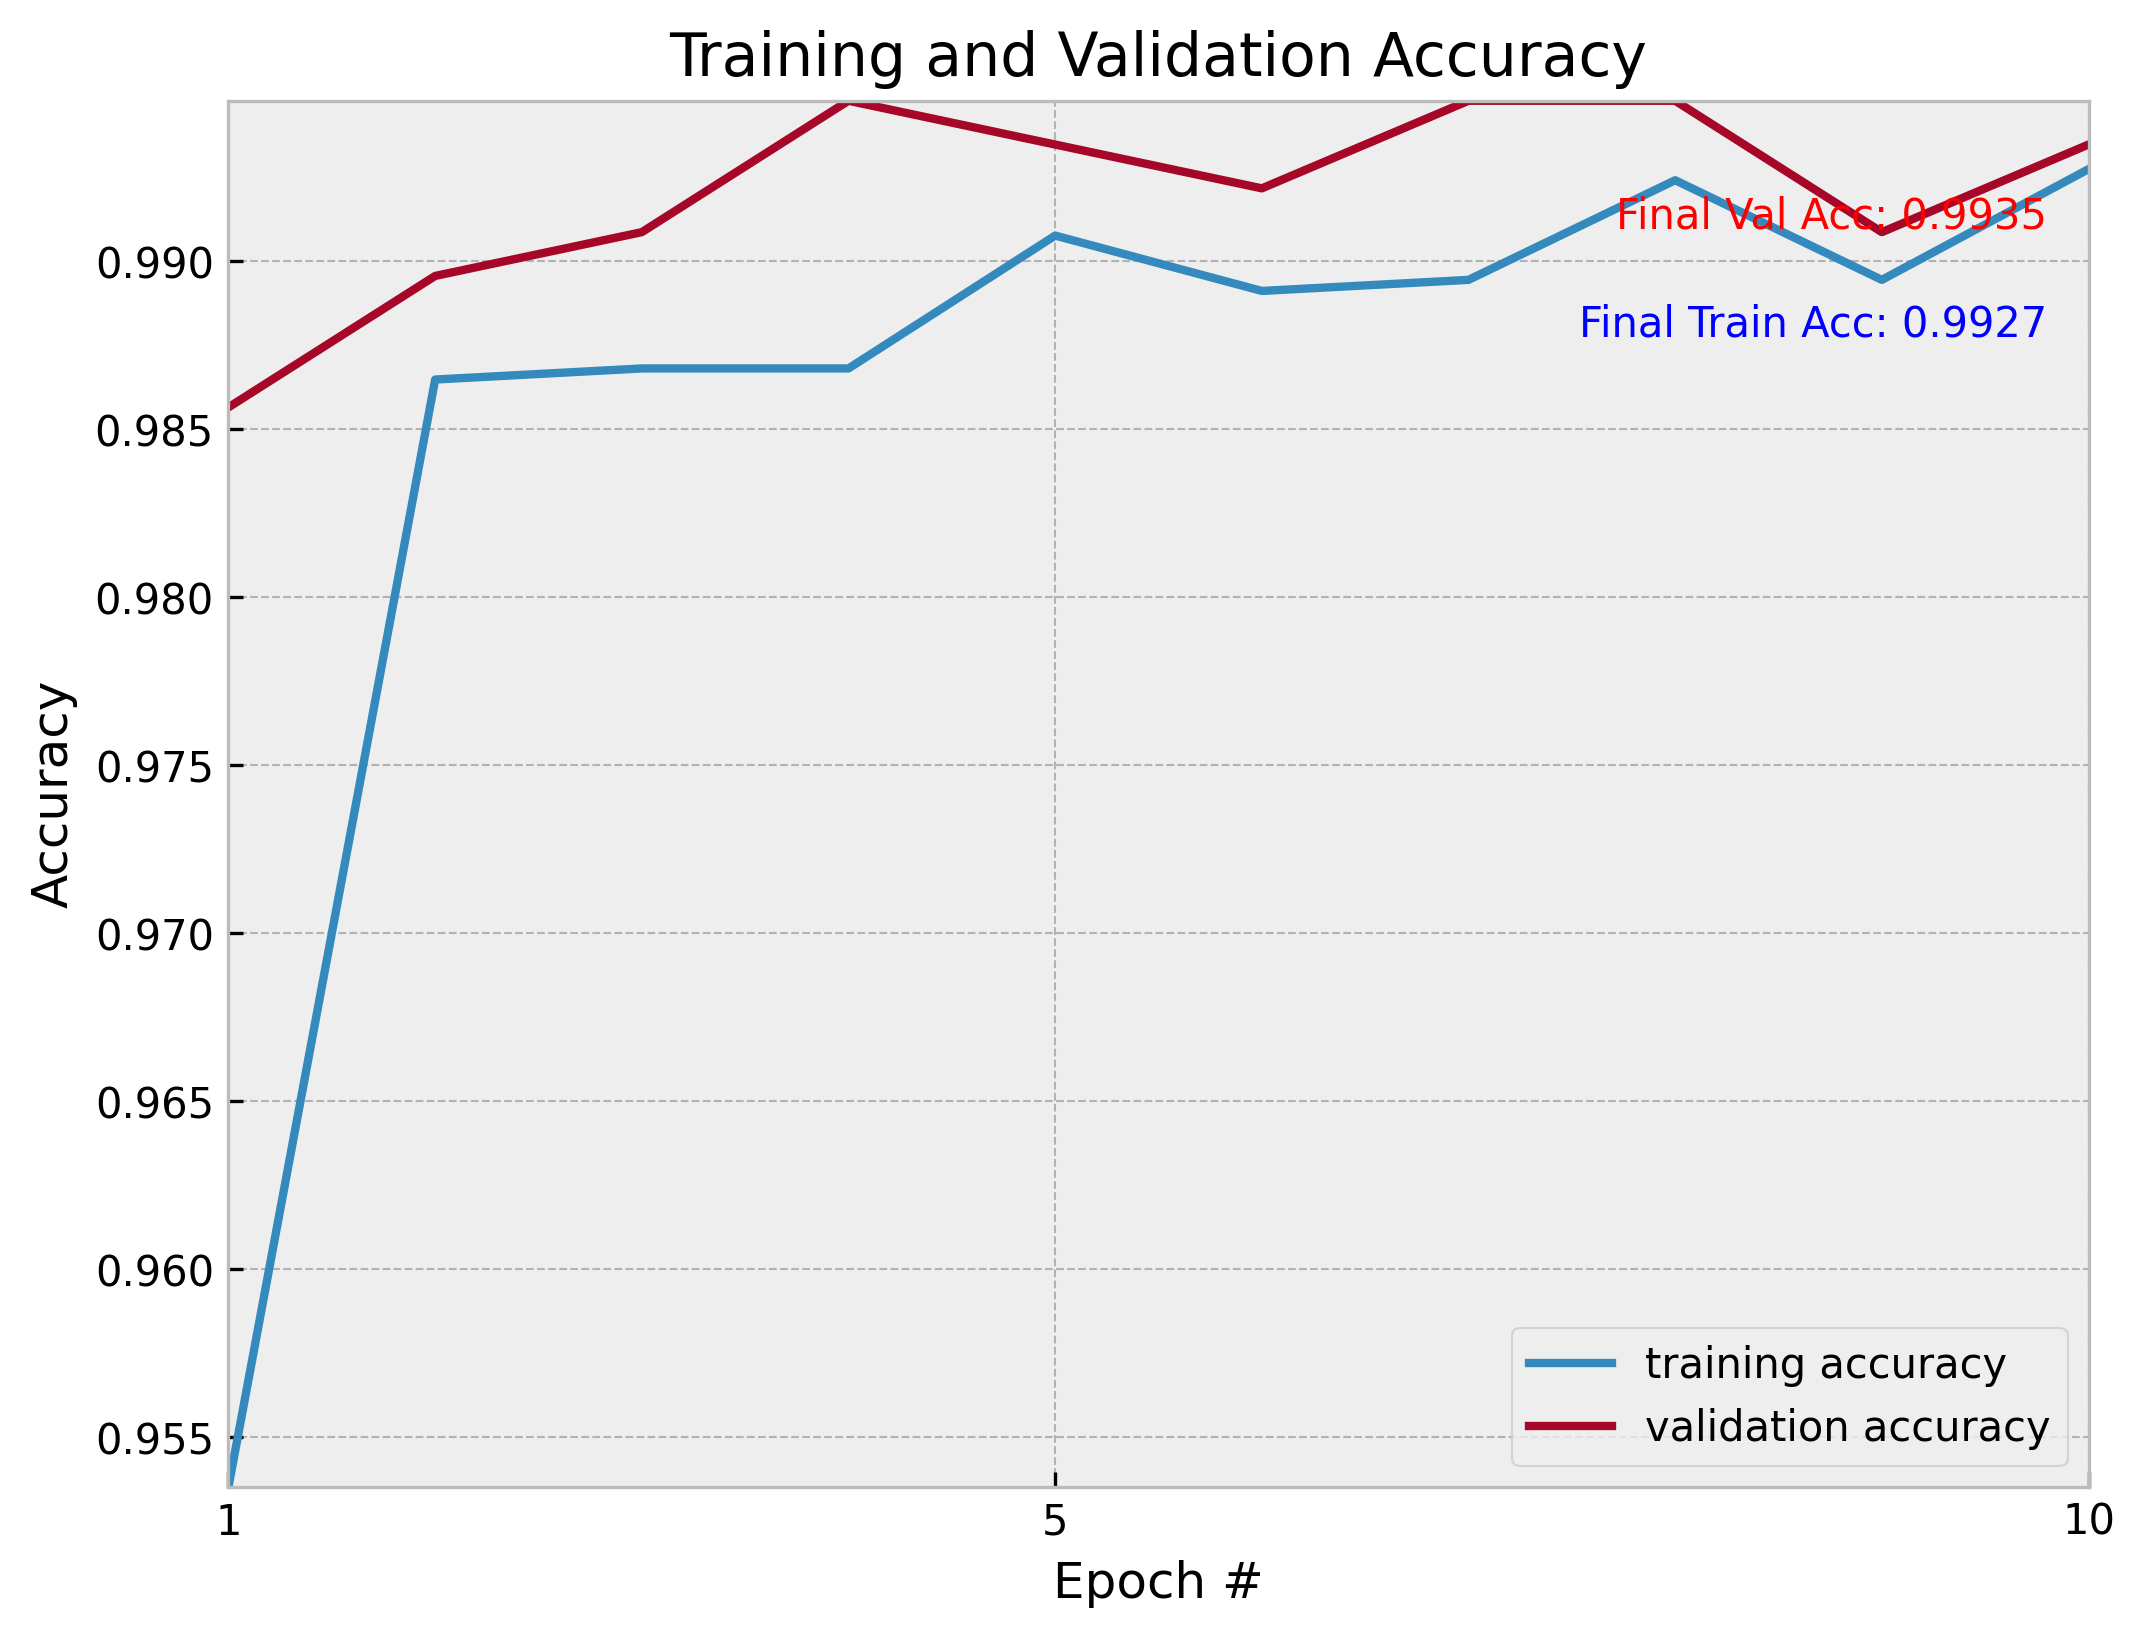 Training and Validation Accuracy
Final Val Acc: 0.9935
Final Train Acc: 0.9927
0.990
0.985
0.980
0.975
0.970
0.965
0.960
0.955
Accuracy
training accuracy
validation accuracy
1 5 10
Epoch #